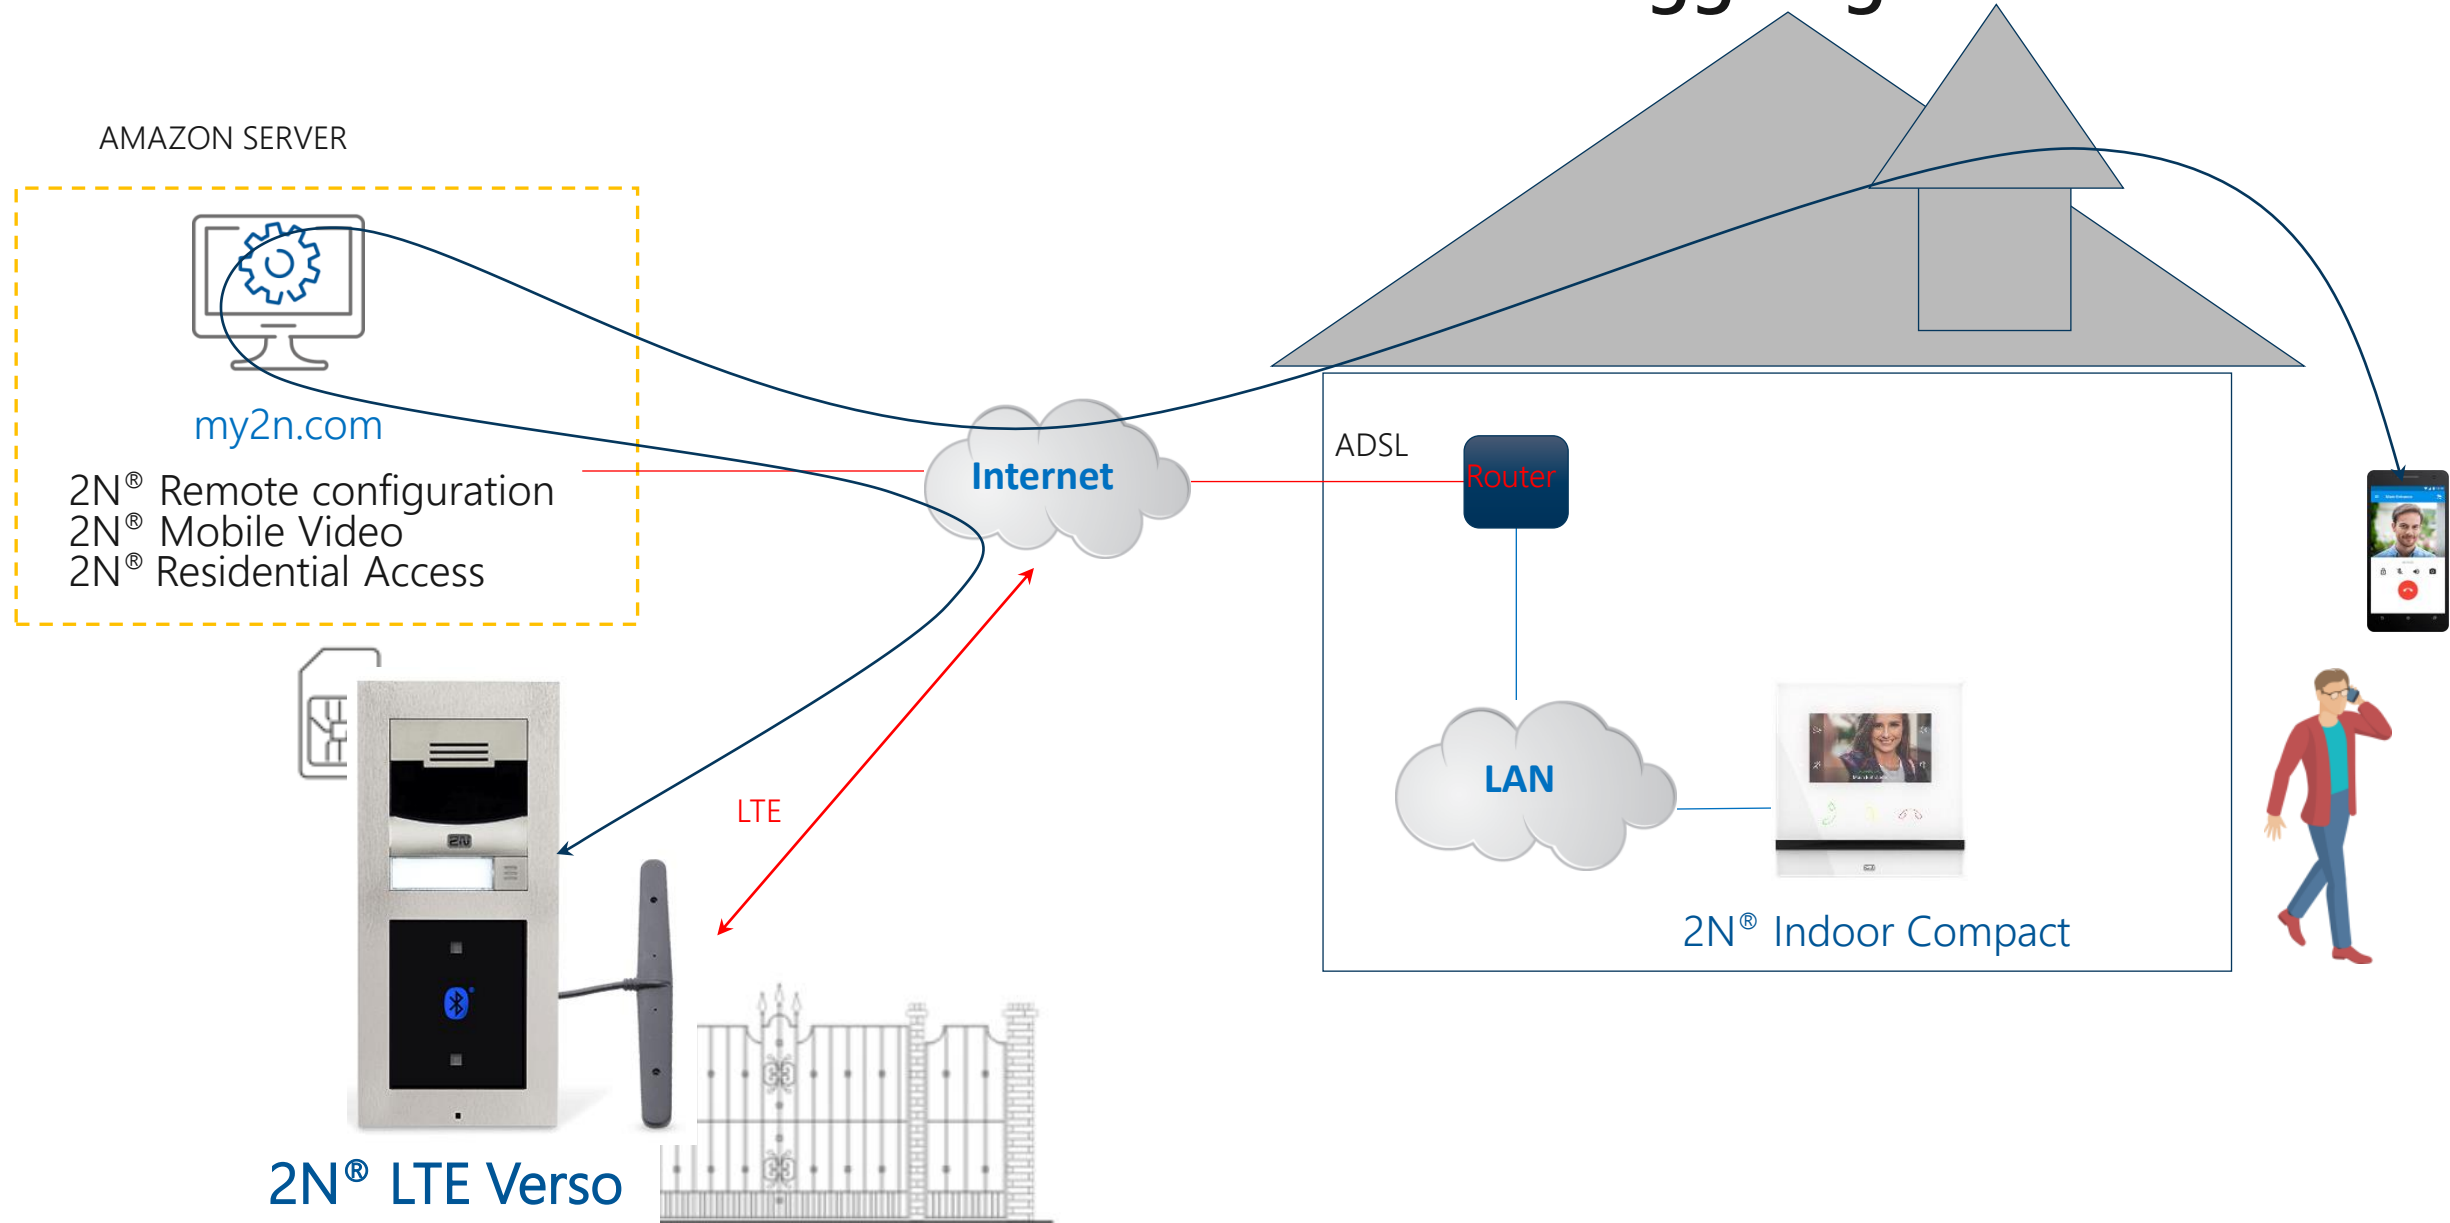 AMAZON SERVER
my2n.com
2N® Remote configuration
2N® Mobile Video
2N® Residential Access
Internet
ADSL
Router
LTE
LAN
2N
2N® Indoor Compact
2N® LTE Verso